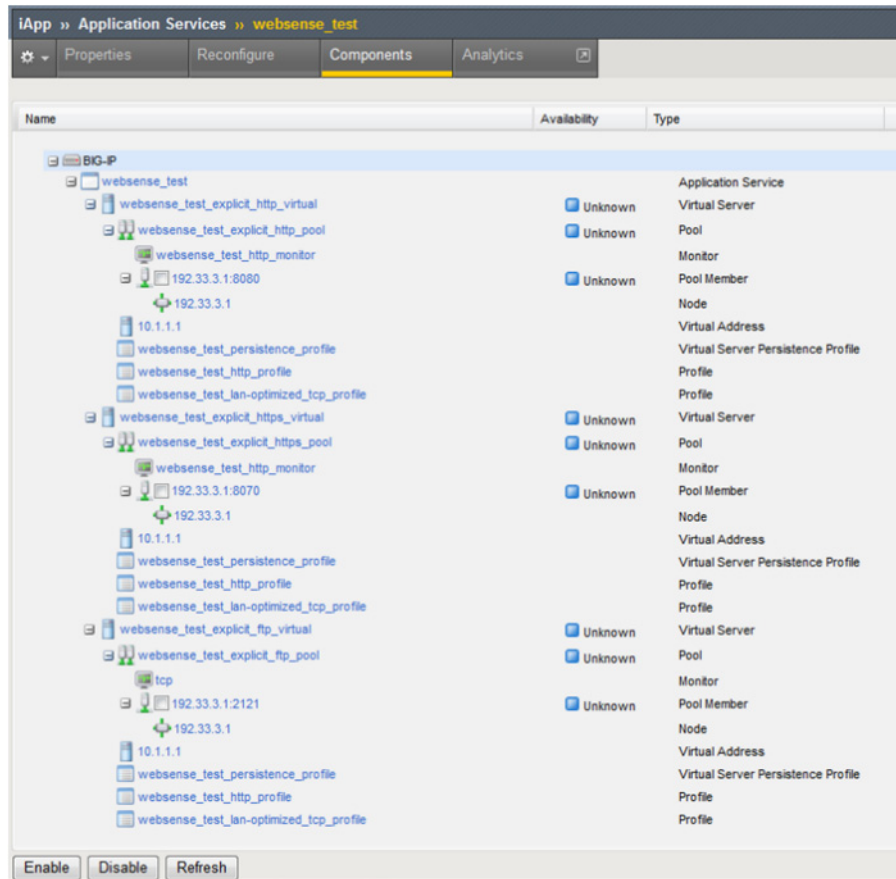 iApp » Application Services » websense_test
Properties Reconfigure Components Analytics
Name Availability Type
BIG-IP
websense_test Application Service
websense_test_explicit_http_virtual Unknown Virtual Server
websense_test_explicit_http_pool Unknown Pool
websense_test_http_monitor Monitor
192.33.3.1:8080 Unknown Pool Member
192.33.3.1 Node
10.1.1.1 Virtual Address
websense_test_persistence_profile Virtual Server Persistence Profile
websense_test_http_profile Profile
websense_test_lan-optimized_tcp_profile Profile
websense_test_explicit_https_virtual Unknown Virtual Server
websense_test_explicit_https_pool Unknown Pool
websense_test_http_monitor Monitor
192.33.3.1:8070 Unknown Pool Member
192.33.3.1 Node
10.1.1.1 Virtual Address
websense_test_persistence_profile Virtual Server Persistence Profile
websense_test_http_profile Profile
websense_test_lan-optimized_tcp_profile Profile
websense_test_explicit_ftp_virtual Unknown Virtual Server
websense_test_explicit_ftp_pool Unknown Pool
tcp Monitor
192.33.3.1:2121 Unknown Pool Member
192.33.3.1 Node
10.1.1.1 Virtual Address
websense_test_persistence_profile Virtual Server Persistence Profile
websense_test_http_profile Profile
websense_test_lan-optimized_tcp_profile Profile
Enable Disable Refresh